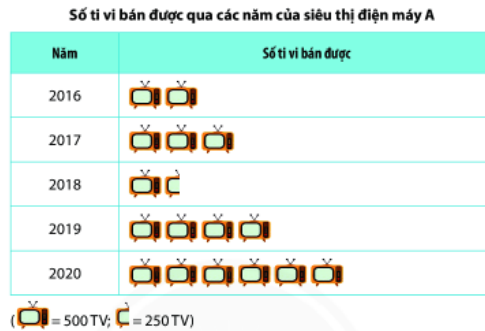 Số ti vi bán được qua các năm của siêu thị điện máy A
Năm Số ti vi bán được
2016
2017
2018
2019
2020
( = 500 TV; = 250 TV)